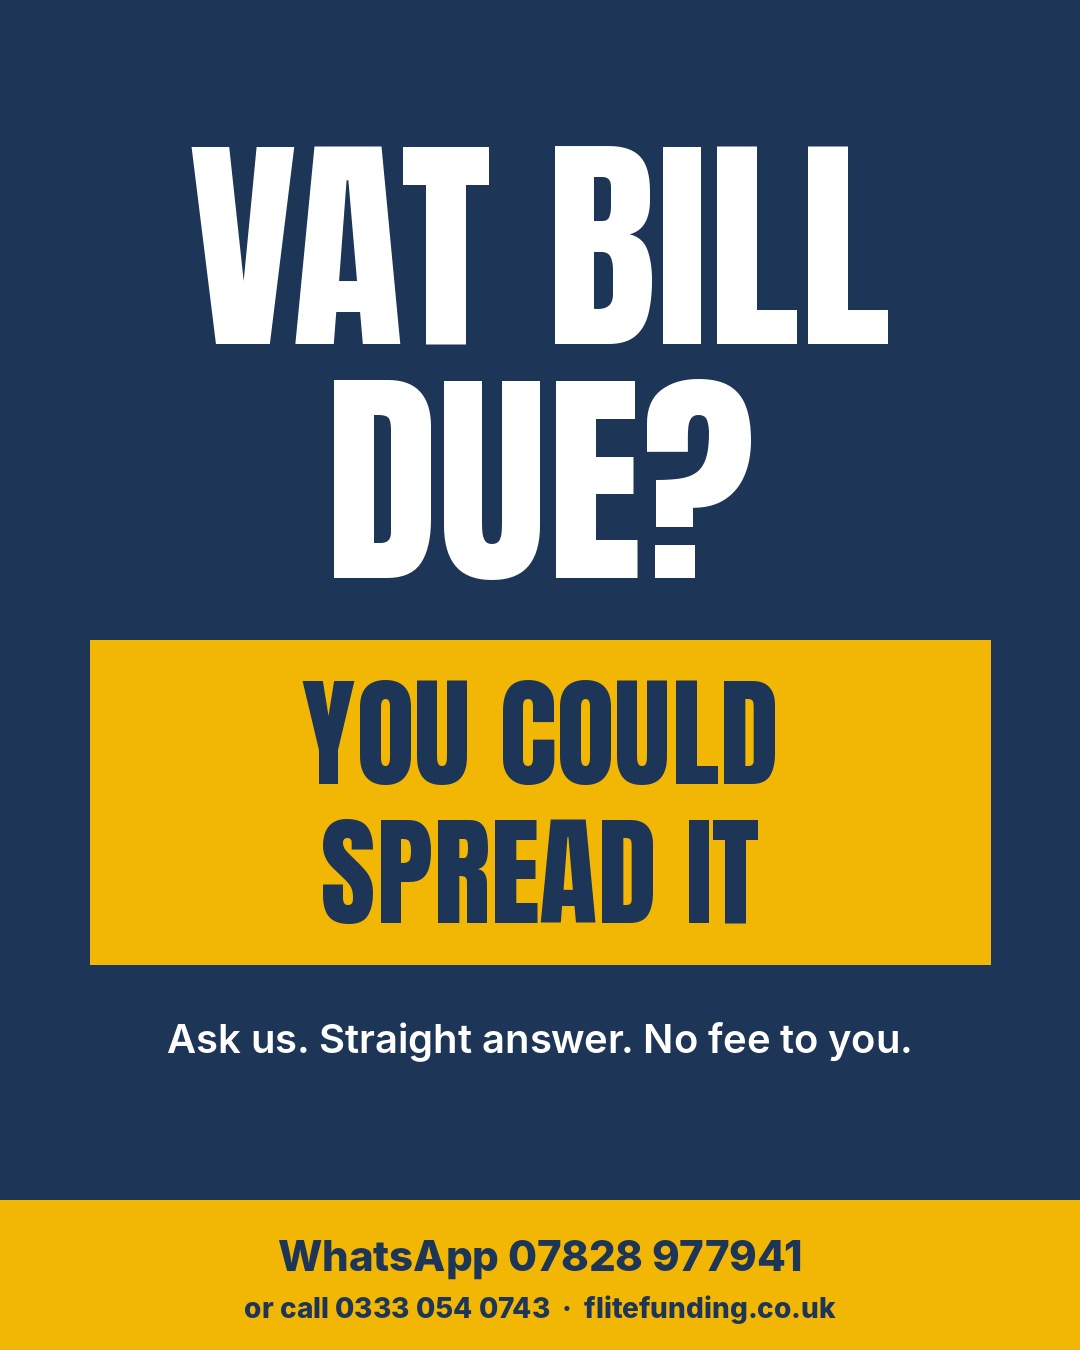 VAT BILL
DUE?
YOU COULD
SPREAD IT
Ask us. Straight answer. No fee to you.
WhatsApp 07828 977941
or call 0333 054 0743 · flitefunding.co.uk